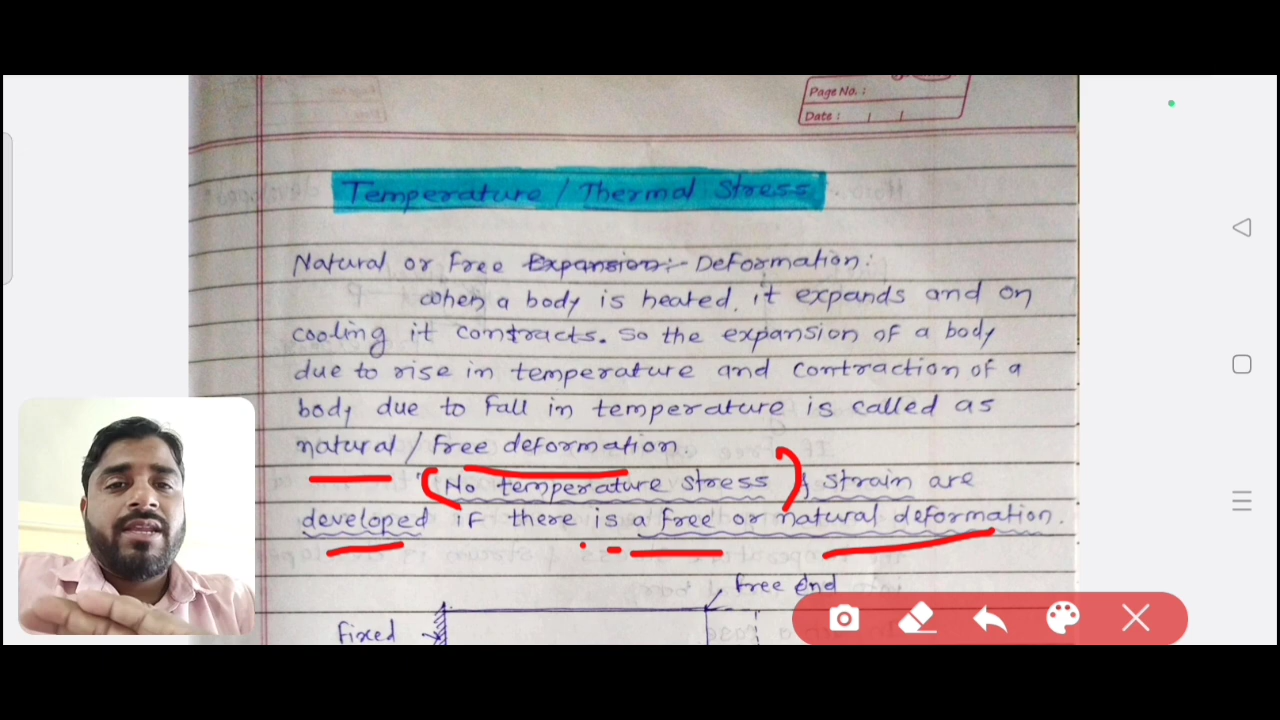 Page No. :
Date :
Temperature / Thermal Stress
Natural or Free Expansion:- Deformation:
when a body is heated, it expands and on
cooling it contracts. So the expansion of a body
due to rise in temperature and contraction of a
body due to fall in temperature is called as
natural / free deformation.
No temperature stress & strain are
developed if there is a free or natural deformation.
free end
fixed